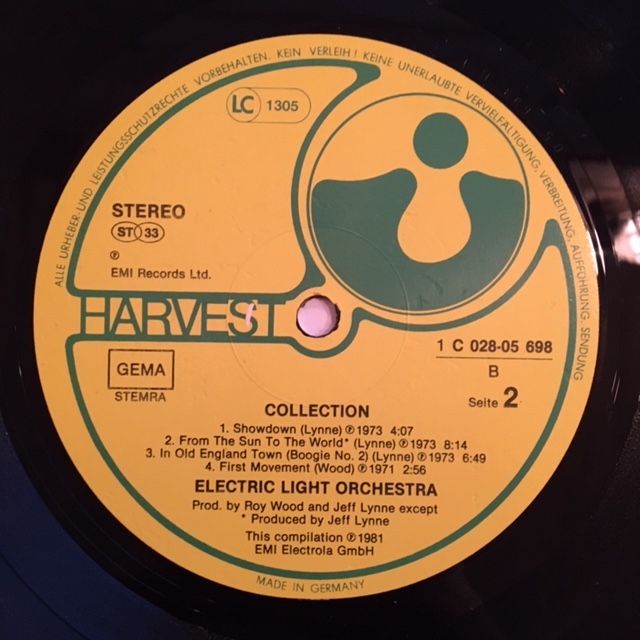 ALLE URHEBER-UND LEISTUNGSSCHUTZRECHTE VORBEHALTEN. KEIN VERLEIH! KEINE UNERLAUBTE VERVIELFÄLTIGUNG, VERBREITUNG, AUFFÜHRUNG, SENDUNG
LC 1305
STEREO
ST 33
℗
EMI Records Ltd.
HARVEST
1 C 028-05 698
B
Seite 2
GEMA
STEMRA
COLLECTION
1. Showdown (Lynne) ℗ 1973 4:07
2. From The Sun To The World* (Lynne) ℗ 1973 8:14
3. In Old England Town (Boogie No. 2) (Lynne) ℗ 1973 6:49
4. First Movement (Wood) ℗ 1971 2:56
ELECTRIC LIGHT ORCHESTRA
Prod. by Roy Wood and Jeff Lynne except
* Produced by Jeff Lynne
This compilation ℗ 1981
EMI Electrola GmbH
MADE IN GERMANY